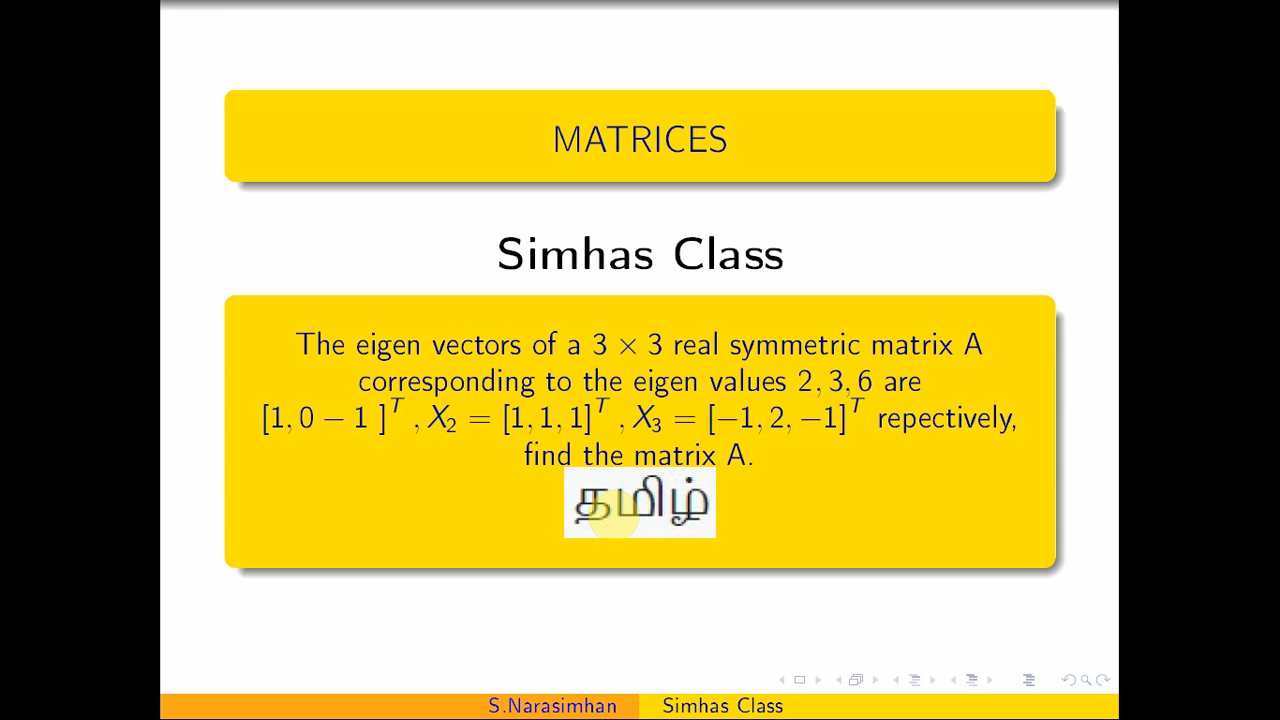 MATRICES
Simhas Class
The eigen vectors of a 3 × 3 real symmetric matrix A
corresponding to the eigen values 2, 3, 6 are
[1, 0 − 1 ]ᵀ , X₂ = [1, 1, 1]ᵀ , X₃ = [−1, 2, −1]ᵀ repectively,
find the matrix A.
தமிழ்
S.Narasimhan Simhas Class